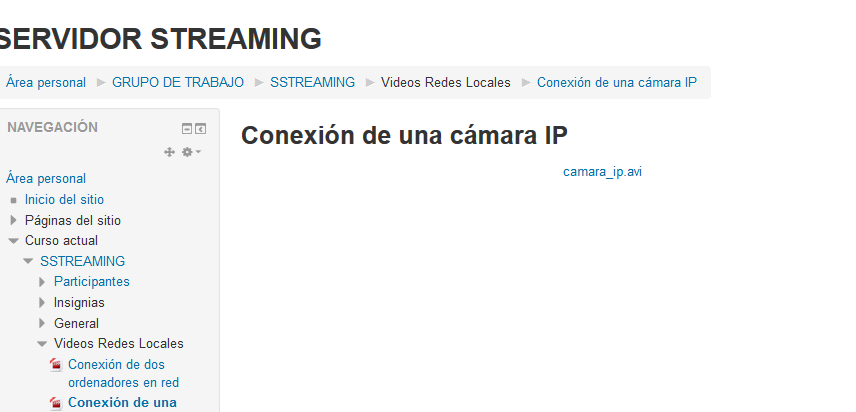 SERVIDOR STREAMING
Área personal GRUPO DE TRABAJO SSTREAMING Videos Redes Locales Conexión de una cámara IP
NAVEGACIÓN
Área personal
Inicio del sitio
Páginas del sitio
Curso actual
SSTREAMING
Participantes
Insignias
General
Videos Redes Locales
Conexión de dos
ordenadores en red
Conexión de una
Conexión de una cámara IP
camara_ip.avi